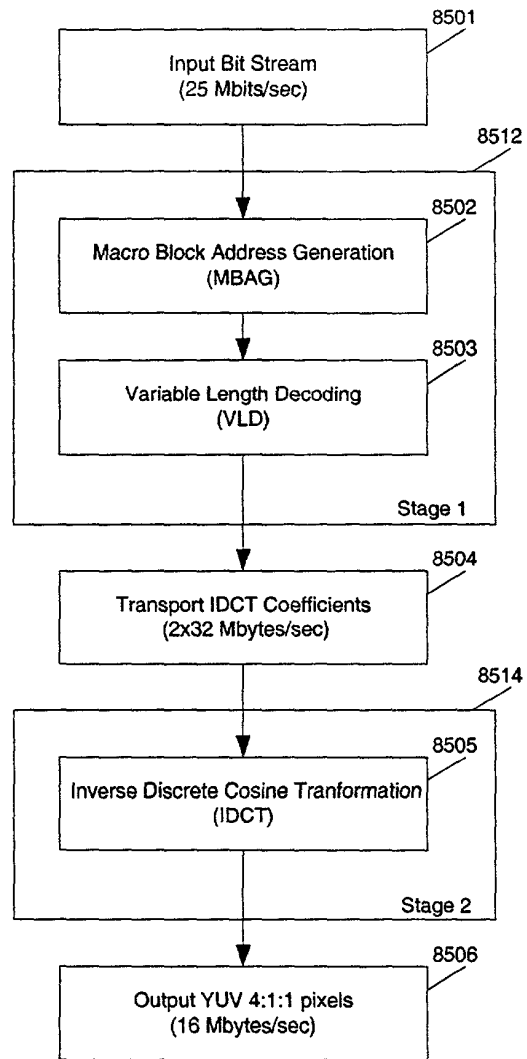 8501
Input Bit Stream
(25 Mbits/sec)
8512
8502
Macro Block Address Generation
(MBAG)
8503
Variable Length Decoding
(VLD)
Stage 1
8504
Transport IDCT Coefficients
(2x32 Mbytes/sec)
8514
8505
Inverse Discrete Cosine Tranformation
(IDCT)
Stage 2
8506
Output YUV 4:1:1 pixels
(16 Mbytes/sec)